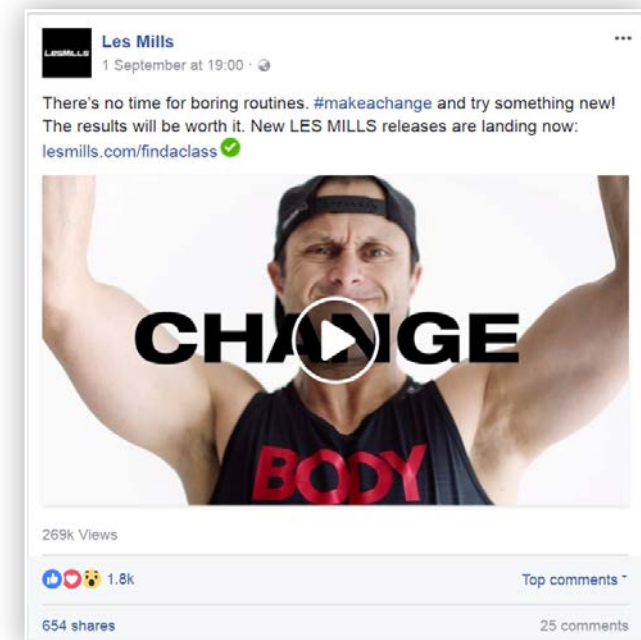 LESMILLS
Les Mills
1 September at 19:00 ·
There's no time for boring routines. #makeachange and try something new!
The results will be worth it. New LES MILLS releases are landing now:
lesmills.com/findaclass
CHANGE
BODY
269k Views
1.8k
Top comments
654 shares
25 comments